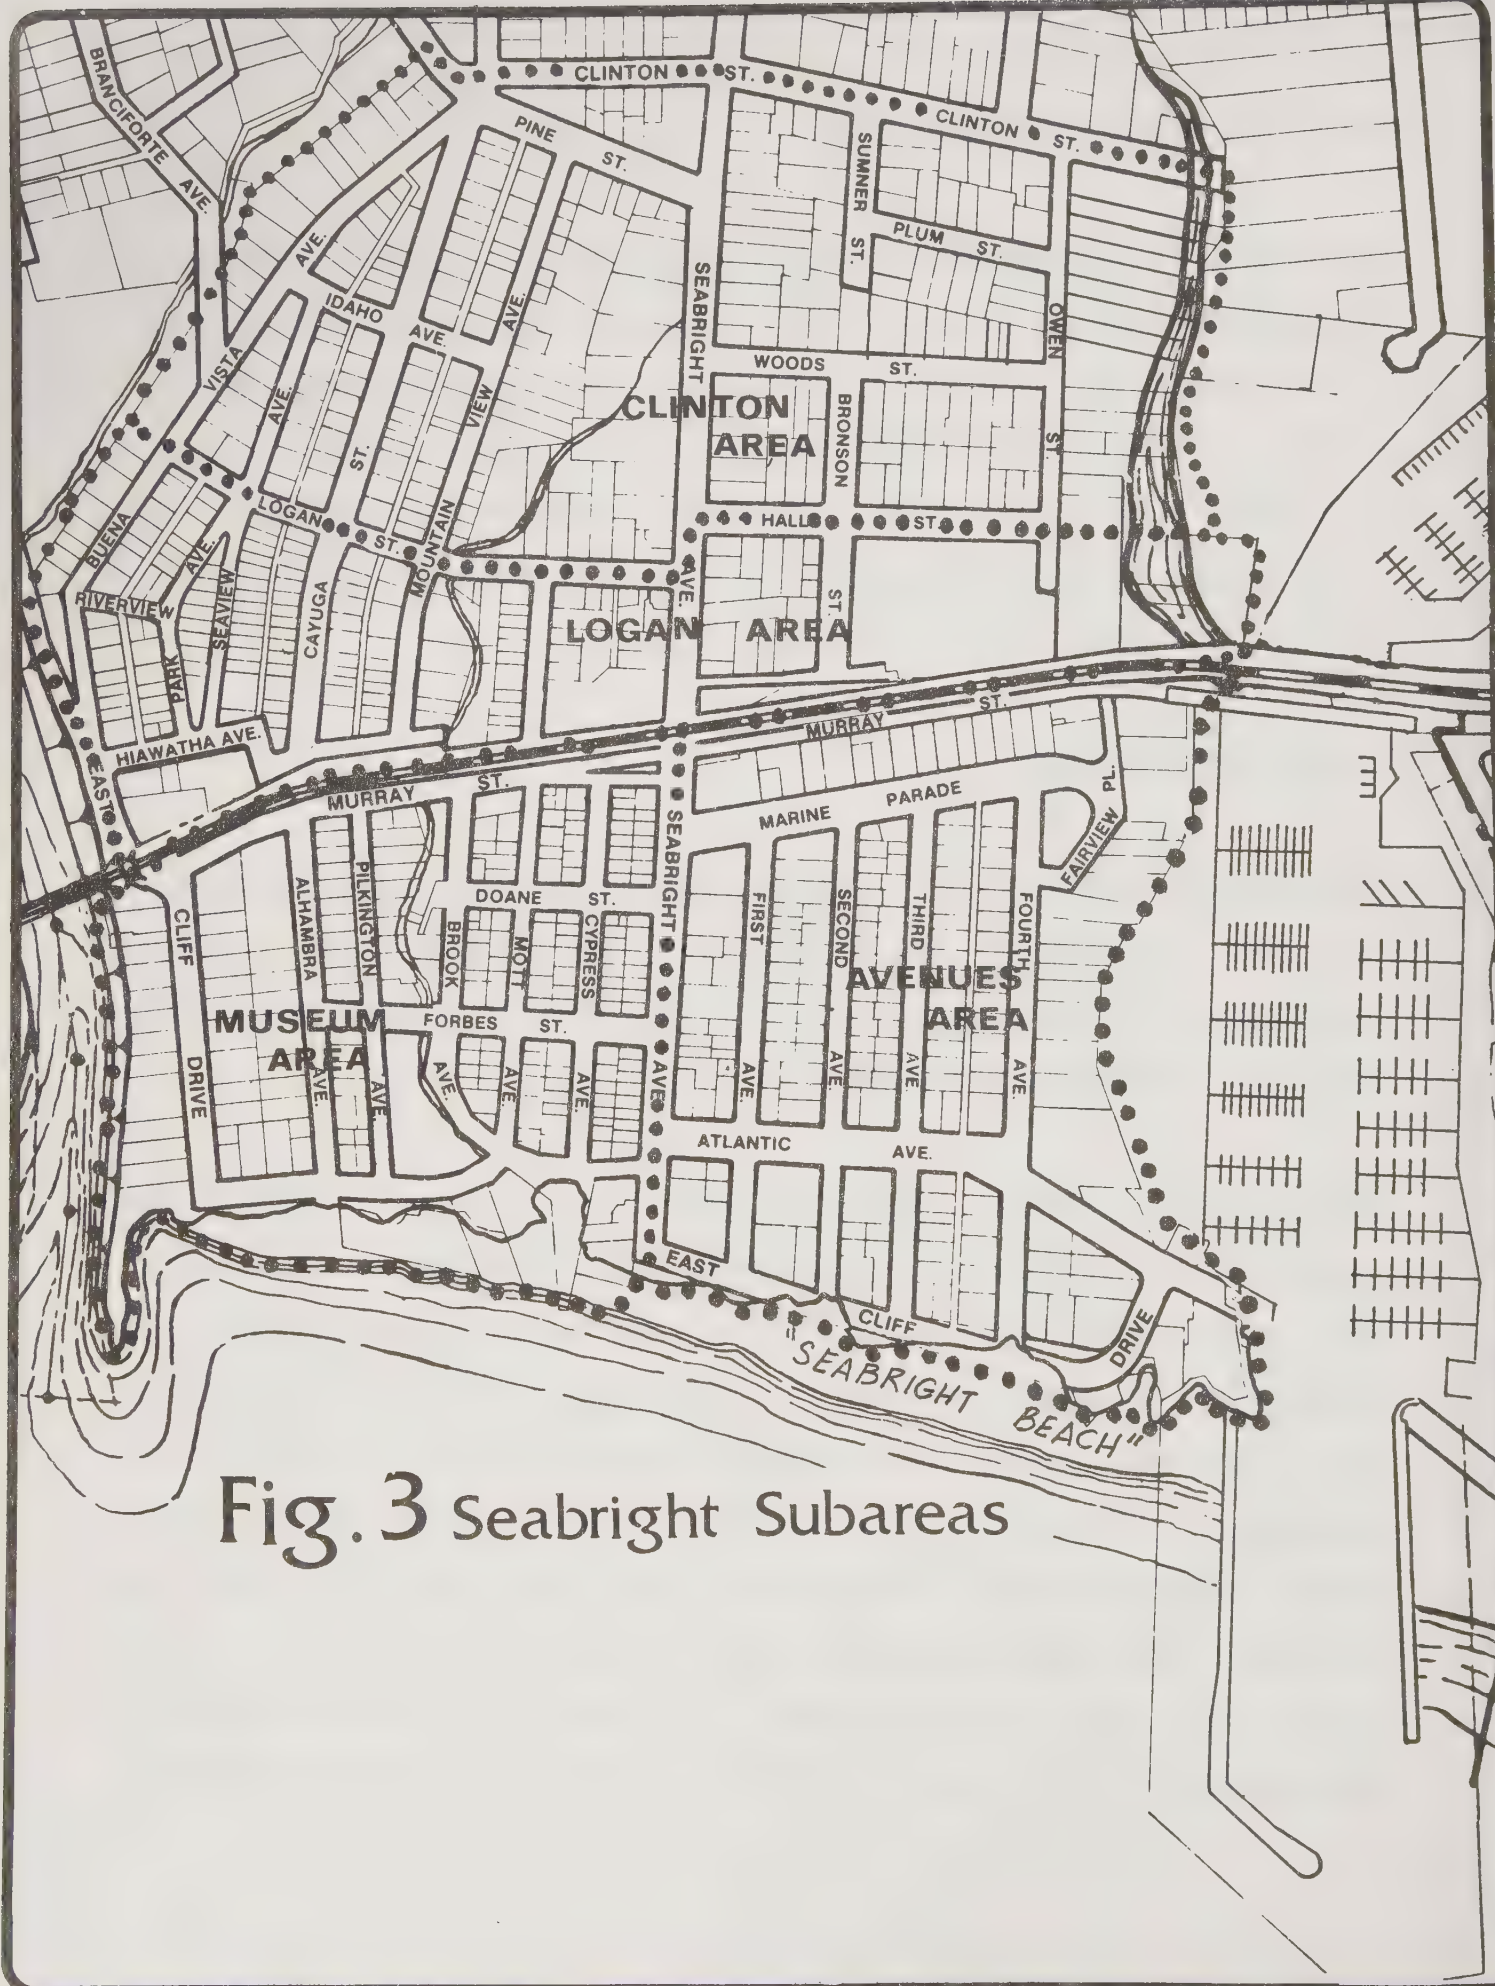 CLINTON ST.
CLINTON ST.
BRANCIFORTE AVE.
PINE ST.
SUMNER ST.
PLUM ST.
AVE.
IDAHO AVE.
AVE.
SEABRIGHT
OWEN ST.
VISTA
AVE.
VIEW
WOODS ST.
CLINTON
AREA
BRONSON
ST.
LOGAN ST.
MOUNTAIN
HALL ST.
BUENA
AVE.
SEAVIEW
CAYUGA
AVE.
ST.
RIVERVIEW
LOGAN AREA
PARK
HIAWATHA AVE.
EAST
MURRAY ST.
MURRAY ST.
MARINE PARADE
PL.
FAIRVIEW
SEABRIGHT
CLIFF
ALHAMBRA
PILKINGTON
DOANE ST.
BROOK
MOTT
CYPRESS
FIRST
SECOND
THIRD
FOURTH
AVENUES
AREA
MUSEUM
AREA
FORBES ST.
DRIVE
AVE.
AVE.
AVE.
AVE.
AVE.
AVE.
AVE.
AVE.
AVE.
AVE.
ATLANTIC AVE.
EAST
CLIFF
DRIVE
"SEABRIGHT
BEACH"
Fig. 3 Seabright Subareas